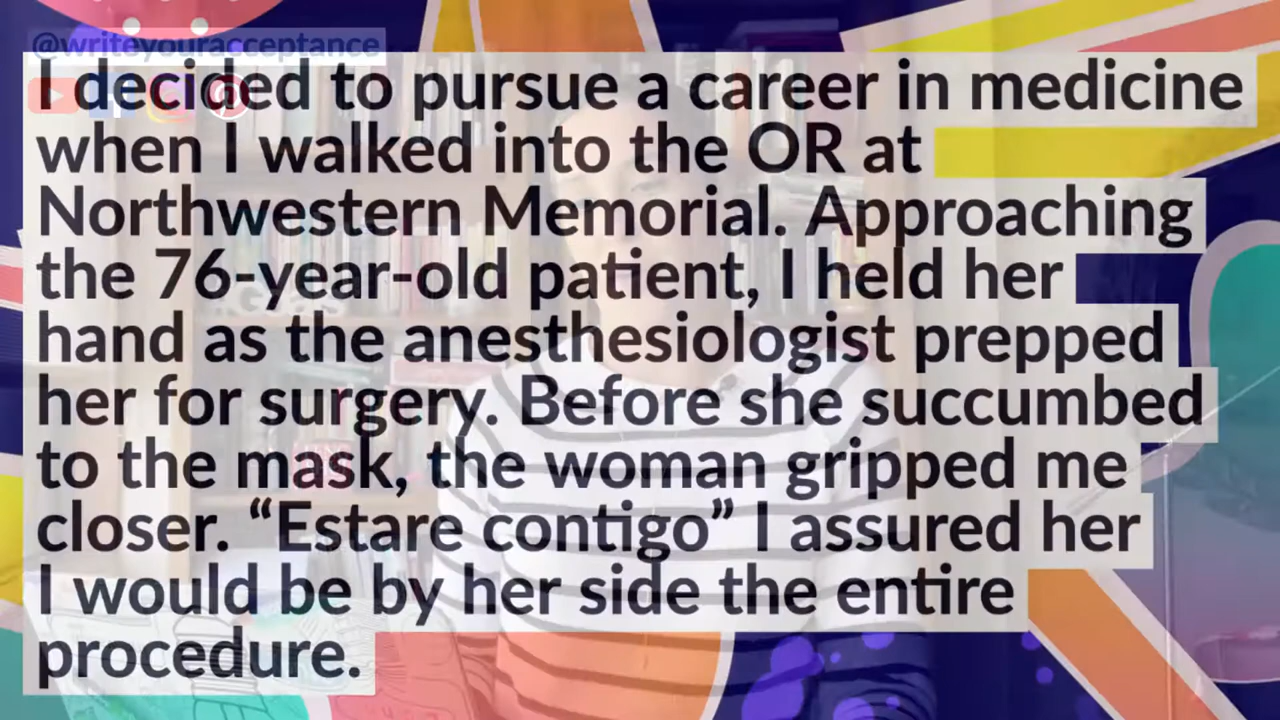 @writeyouracceptance
I decided to pursue a career in medicine
when I walked into the OR at
Northwestern Memorial. Approaching
the 76-year-old patient, I held her
hand as the anesthesiologist prepped
her for surgery. Before she succumbed
to the mask, the woman gripped me
closer. “Estare contigo” I assured her
I would be by her side the entire
procedure.